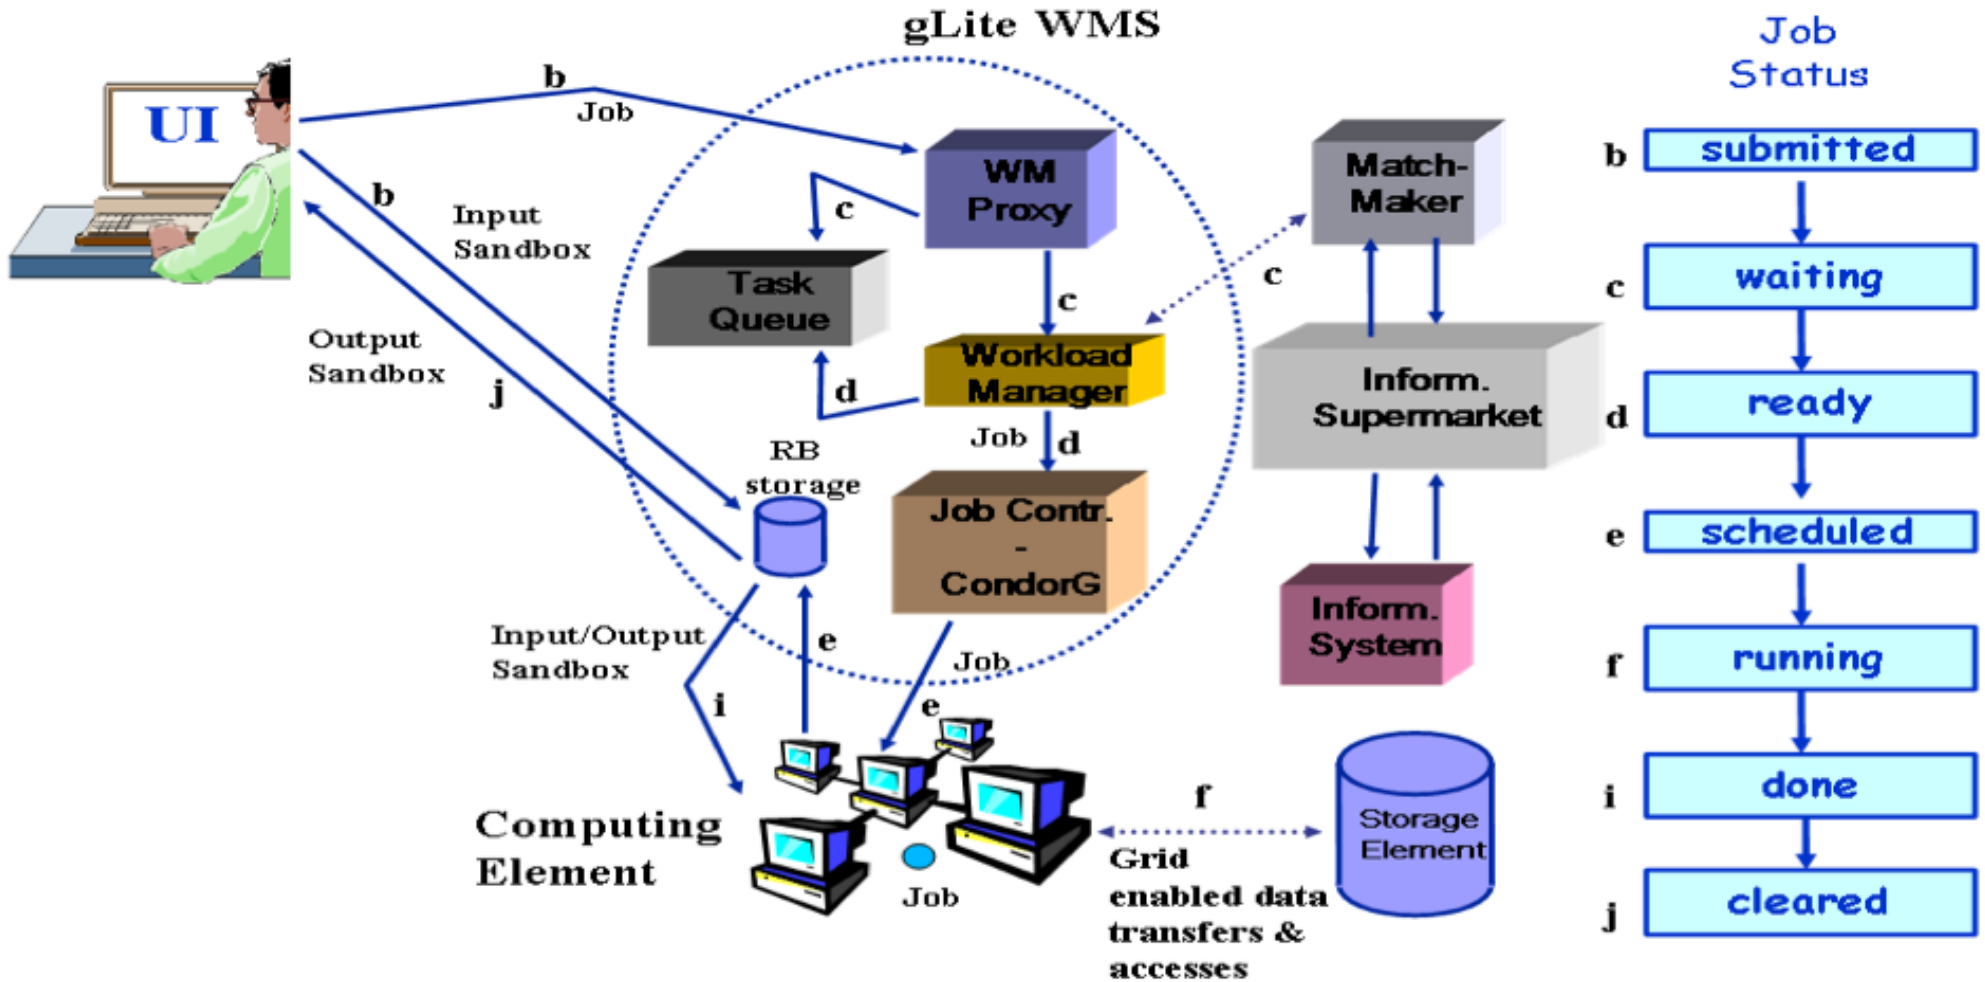 gLite WMS
Job
Status
UI
b
Job
WM
Proxy
Match-
Maker
b
submitted
b
Input
Sandbox
c
c
Task
Queue
c
c
waiting
Output
Sandbox
j
Workload
Manager
d
Job
d
Inform.
Supermarket
d
ready
RB
storage
Job Contr.
-
CondorG
e
scheduled
Input/Output
Sandbox
e
Job
Inform.
System
f
running
i
e
Computing
Element
Job
f
Grid
enabled data
transfers &
accesses
Storage
Element
i
done
j
cleared